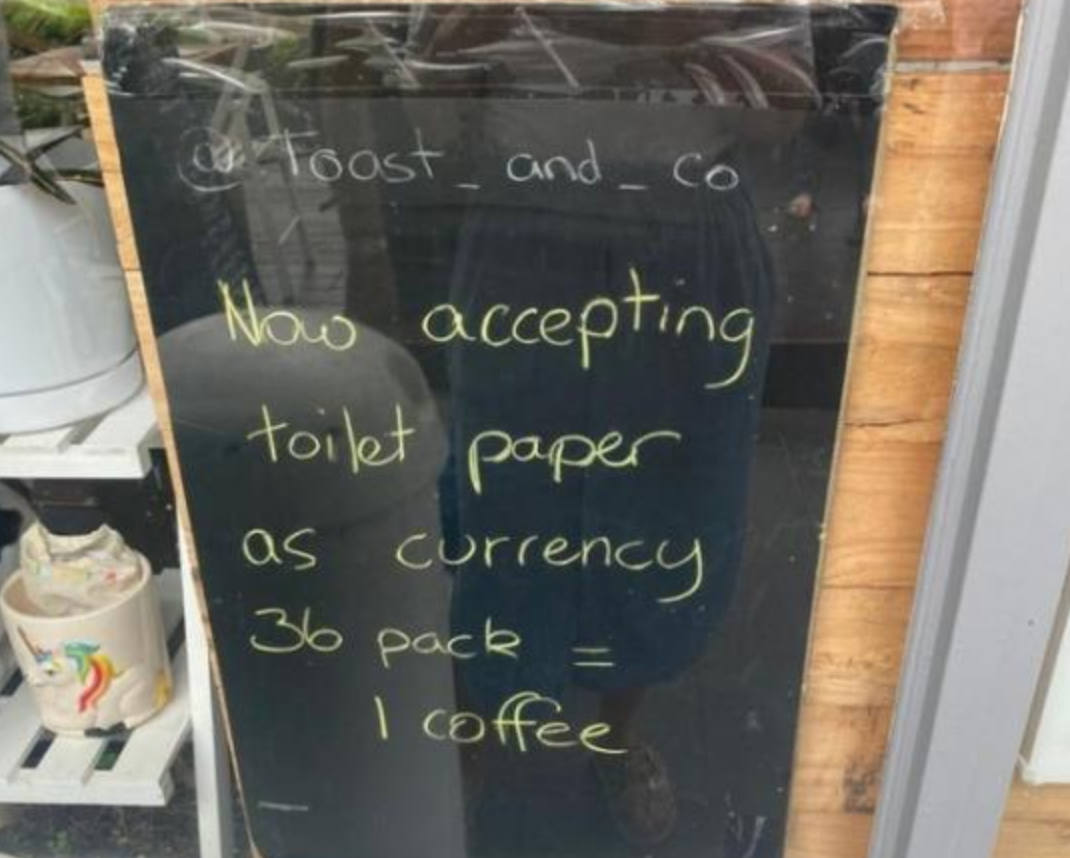 @ Toast_and_co
Now accepting
toilet paper
as currency
36 pack =
1 coffee